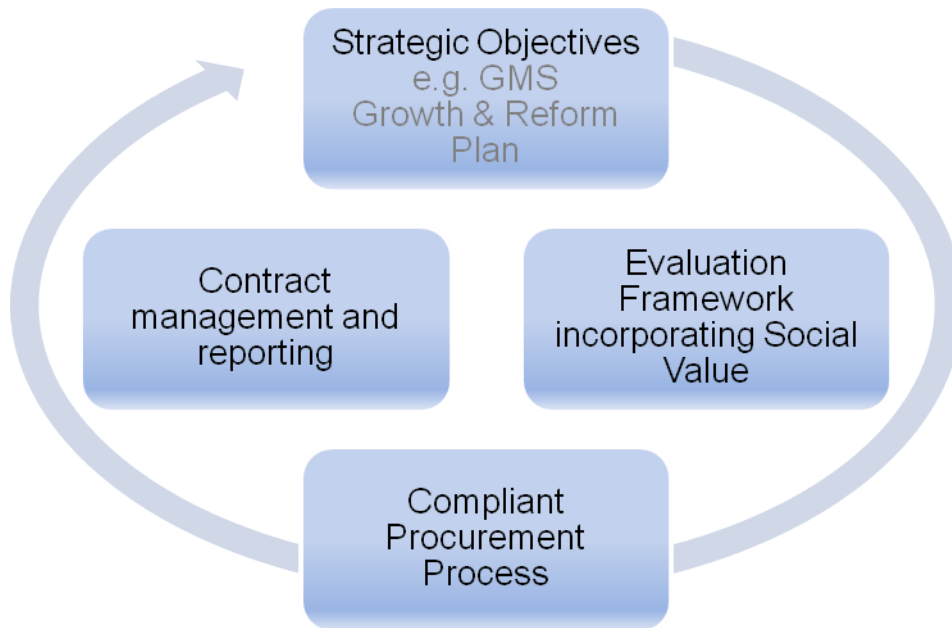 Strategic Objectives
e.g. GMS
Growth & Reform
Plan
Evaluation
Framework
incorporating Social
Value
Compliant
Procurement
Process
Contract
management and
reporting